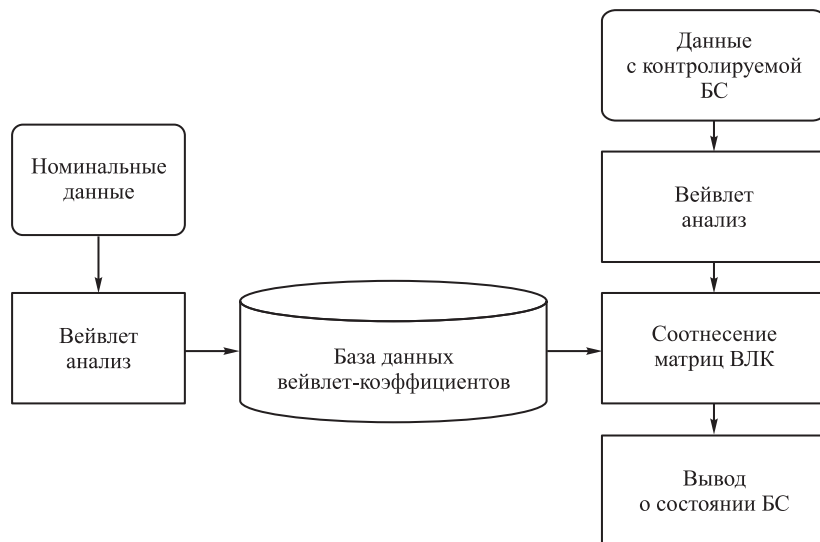 Номинальные
данные
Вейвлет
анализ
База данных
вейвлет-коэффициентов
Данные
с контролируемой
БС
Вейвлет
анализ
Соотнесение
матриц ВЛК
Вывод
о состоянии БС